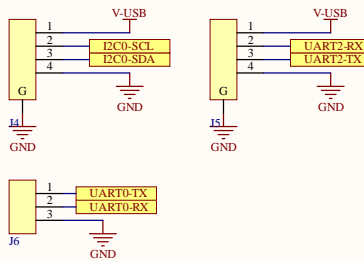 V-USB
1
2 I2C0-SCL
3 I2C0-SDA
4
G
GND
J4
GND
V-USB
1
2 UART2-RX
3 UART2-TX
4
G
GND
J5
GND
1 UART0-TX
2 UART0-RX
3
J6
GND